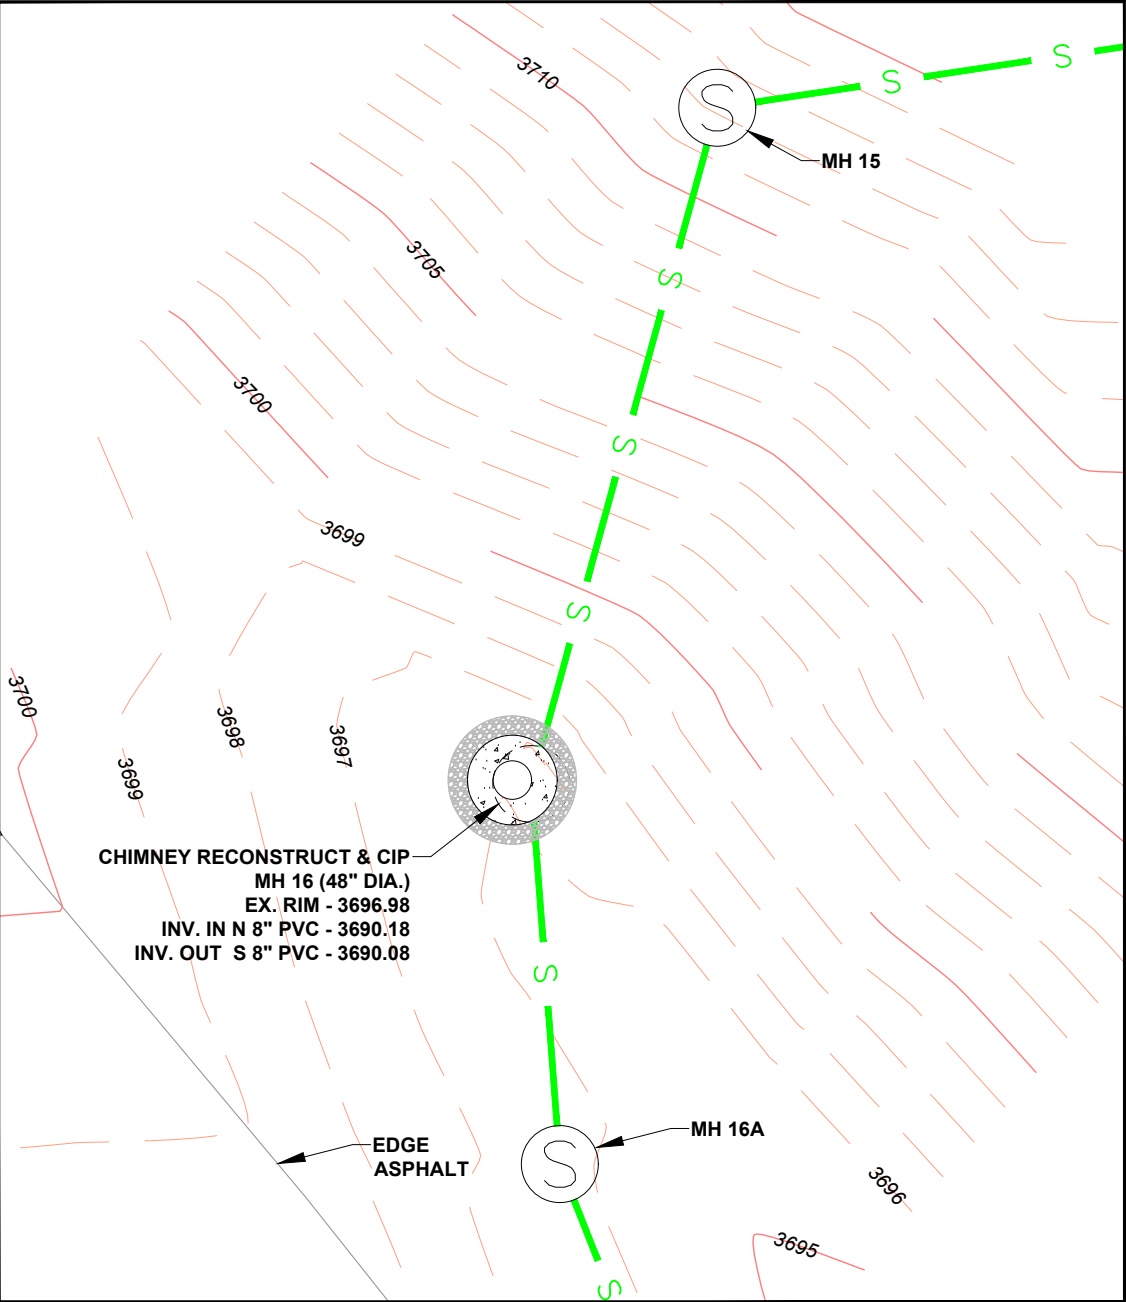 3710
S
S
S
MH 15
3705
S
3700
S
3699
S
3700
3698
3697
3699
CHIMNEY RECONSTRUCT & CIP
MH 16 (48" DIA.)
EX. RIM - 3696.98
INV. IN N 8" PVC - 3690.18
INV. OUT  S 8" PVC - 3690.08
S
MH 16A
EDGE
ASPHALT
S
3696
3695
S